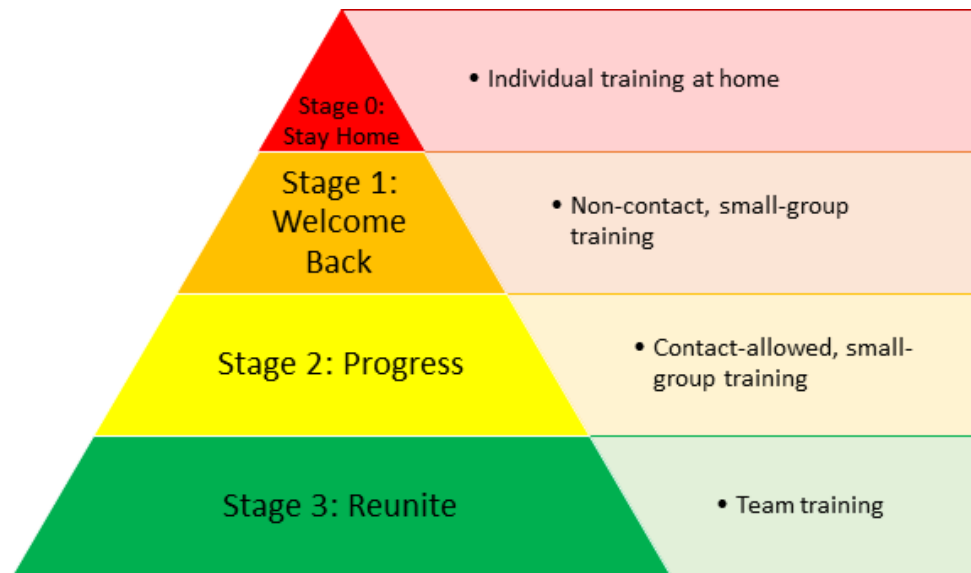 Stage 0:
Stay Home
• Individual training at home
Stage 1:
Welcome
Back
• Non-contact, small-group
training
Stage 2: Progress
• Contact-allowed, small-
group training
Stage 3: Reunite
• Team training